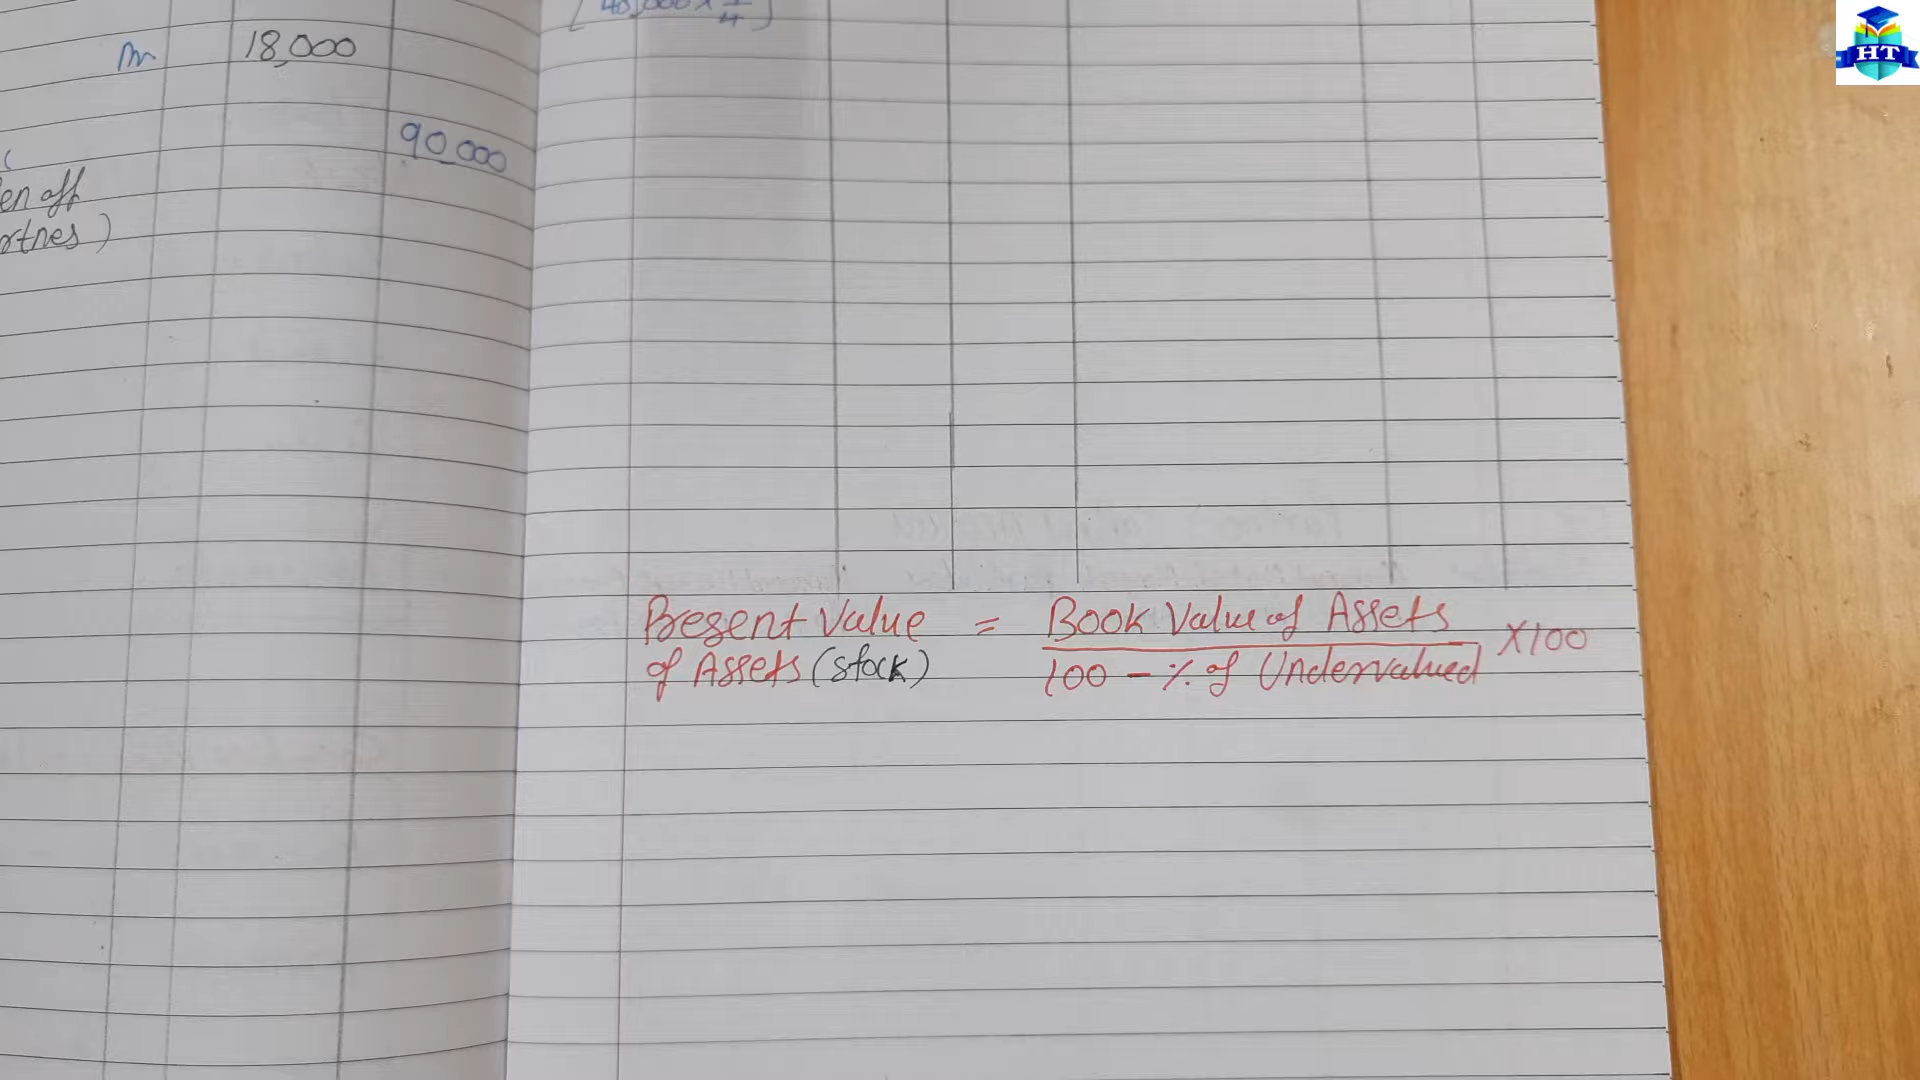 18,000
90,000
en off
rtnes)
Present Value = Book Value of Assets X100
of Assets (Stock) 100 - % of Undervalued
HT